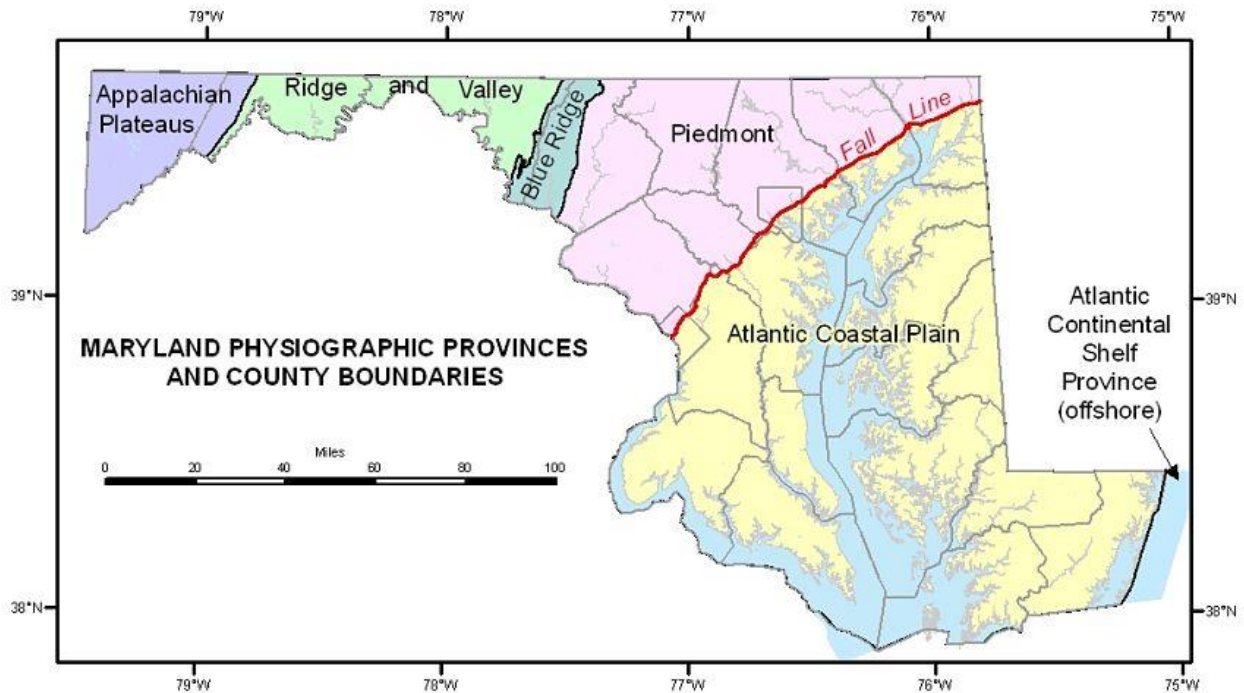 79°W 78°W 77°W 76°W 75°W
Appalachian
Plateaus
Ridge and Valley
Blue Ridge
Piedmont
Fall Line
39°N 39°N
Atlantic
Continental
Shelf
Province
(offshore)
Atlantic Coastal Plain
MARYLAND PHYSIOGRAPHIC PROVINCES
AND COUNTY BOUNDARIES
Miles
0 20 40 60 80 100
38°N 38°N
79°W 78°W 77°W 76°W 75°W